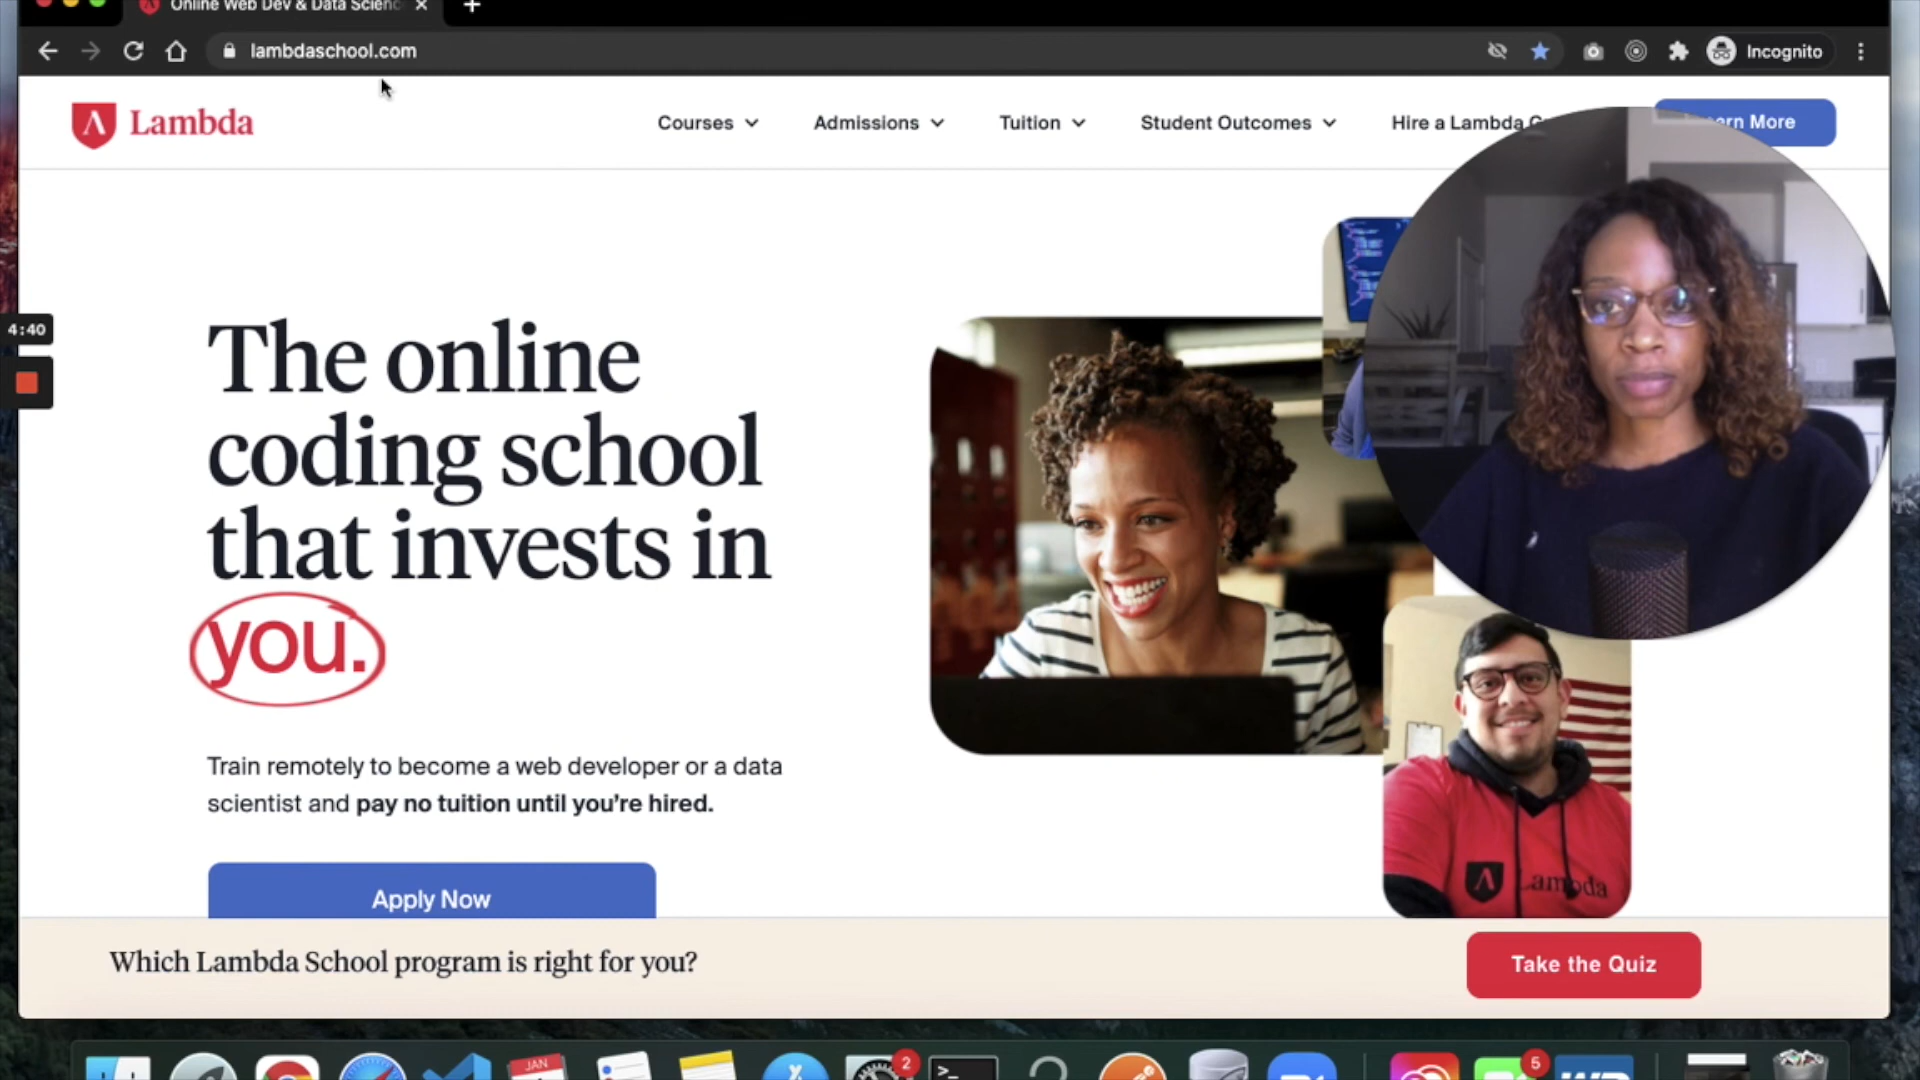 Online Web Dev & Data Scienc
lambdaschool.com
Incognito
Lambda
Courses
Admissions
Tuition
Student Outcomes
Hire a Lambda
More
4:40
The online
coding school
that invests in
you.
Train remotely to become a web developer or a data
scientist and pay no tuition until you're hired.
Apply Now
Lambda
Which Lambda School program is right for you?
Take the Quiz
JAN
2
5